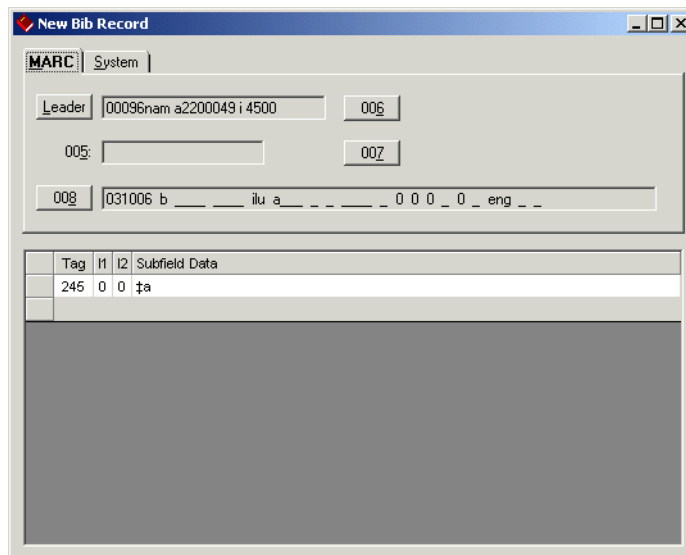 New Bib Record
MARC System
Leader 00096nam a2200049 i 4500 006
005: 007
008 031006 b ____ ____ ilu a___ _ _ ____ _ 0 0 0 _ 0 _ eng _ _
Tag I1 I2 Subfield Data
245 0 0 ‡a